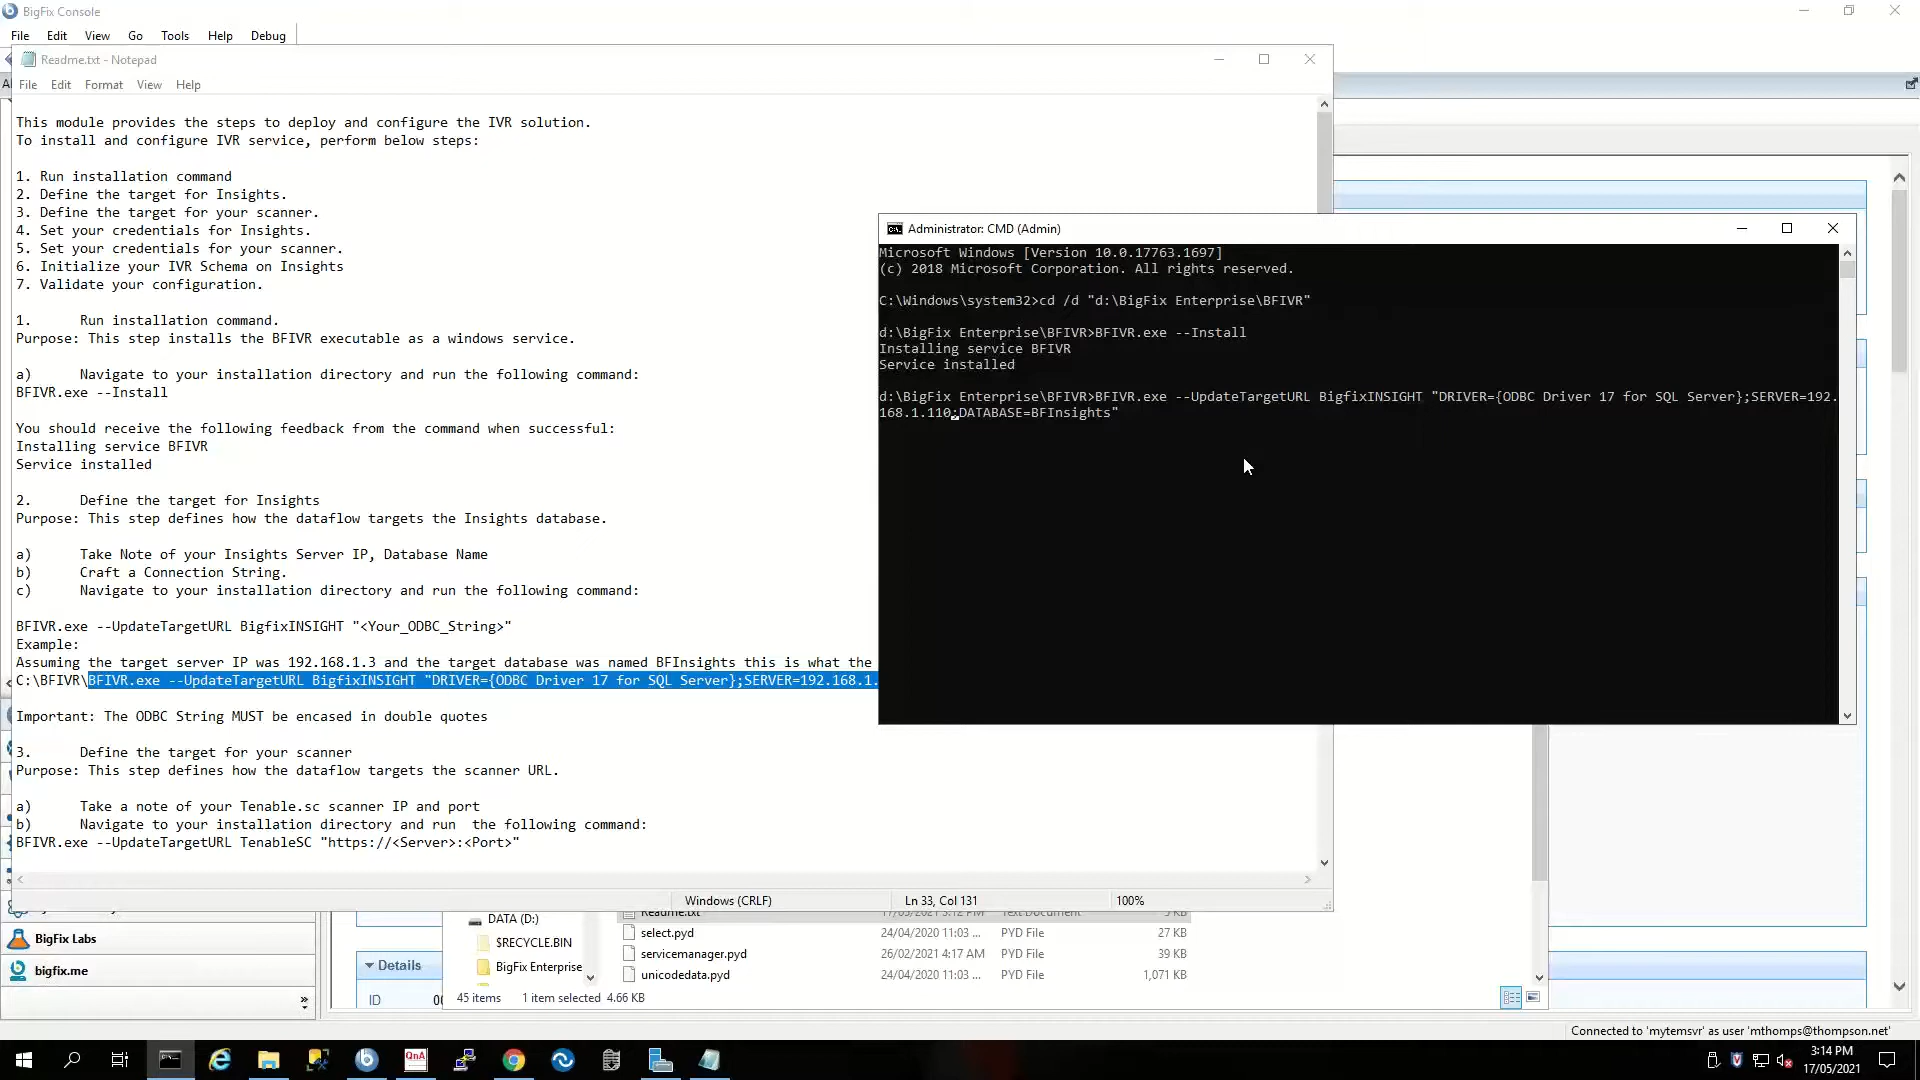 BigFix Console
File Edit View Go Tools Help Debug
Readme.txt - Notepad
File Edit Format View Help
This module provides the steps to deploy and configure the IVR solution.
To install and configure IVR service, perform below steps:
1. Run installation command
2. Define the target for Insights.
3. Define the target for your scanner.
4. Set your credentials for Insights.
5. Set your credentials for your scanner.
6. Initialize your IVR Schema on Insights
7. Validate your configuration.
1. Run installation command.
Purpose: This step installs the BFIVR executable as a windows service.
a) Navigate to your installation directory and run the following command:
BFIVR.exe --Install
You should receive the following feedback from the command when successful:
Installing service BFIVR
Service installed
2. Define the target for Insights
Purpose: This step defines how the dataflow targets the Insights database.
a) Take Note of your Insights Server IP, Database Name
b) Craft a Connection String.
c) Navigate to your installation directory and run the following command:
BFIVR.exe --UpdateTargetURL BigfixINSIGHT "<Your_ODBC_String>"
Example:
Assuming the target server IP was 192.168.1.3 and the target database was named BFInsights this is what the
C:\BFIVR\BFIVR.exe --UpdateTargetURL BigfixINSIGHT "DRIVER={ODBC Driver 17 for SQL Server};SERVER=192.168.1.
Important: The ODBC String MUST be encased in double quotes
3. Define the target for your scanner
Purpose: This step defines how the dataflow targets the scanner URL.
a) Take a note of your Tenable.sc scanner IP and port
b) Navigate to your installation directory and run  the following command:
BFIVR.exe --UpdateTargetURL TenableSC "https://<Server>:<Port>"
Windows (CRLF) Ln 33, Col 131 100%
Administrator: CMD (Admin)
Microsoft Windows [Version 10.0.17763.1697]
(c) 2018 Microsoft Corporation. All rights reserved.
C:\Windows\system32>cd /d "d:\BigFix Enterprise\BFIVR"
d:\BigFix Enterprise\BFIVR>BFIVR.exe --Install
Installing service BFIVR
Service installed
d:\BigFix Enterprise\BFIVR>BFIVR.exe --UpdateTargetURL BigfixINSIGHT "DRIVER={ODBC Driver 17 for SQL Server};SERVER=192.
168.1.110;DATABASE=BFInsights"
DATA (D:)
$RECYCLE.BIN
BigFix Enterprise
Readme.txt 17/05/2021 3:12 PM Text Document 5 KB
select.pyd 24/04/2020 11:03 ... PYD File 27 KB
servicemanager.pyd 26/02/2021 4:17 AM PYD File 39 KB
unicodedata.pyd 24/04/2020 11:03 ... PYD File 1,071 KB
45 items 1 item selected 4.66 KB
BigFix Labs
bigfix.me
Details
ID
Connected to 'mytemsvr' as user 'mthomps@thompson.net'
QnA
3:14 PM
17/05/2021